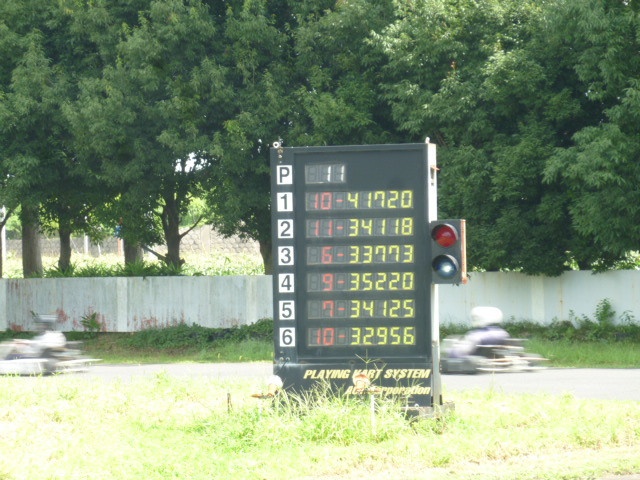 P 11
1 10-41720
2 11-34118
3 6-33773
4 9-35220
5 7-34125
6 10-32956
PLAYING KART SYSTEM
Corporation